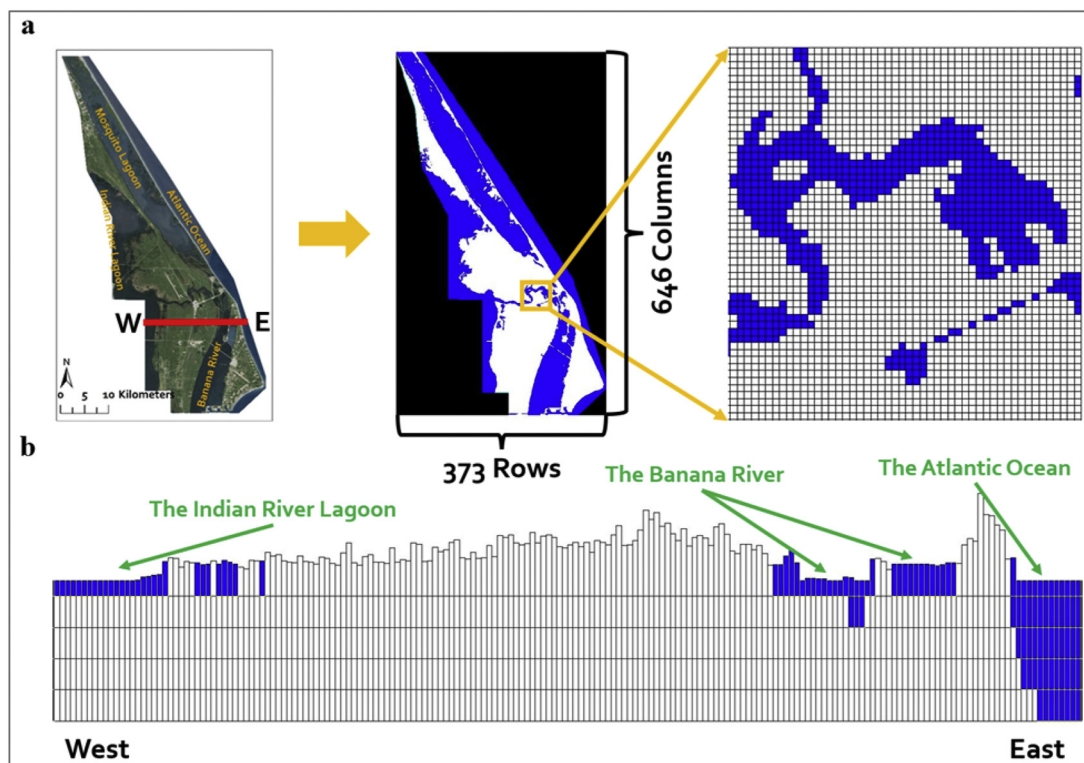 a
Mosquito Lagoon
Atlantic Ocean
Indian River Lagoon
W
E
Banana River
N
0 5 10 Kilometers
646 Columns
373 Rows
b
The Indian River Lagoon
The Banana River
The Atlantic Ocean
West
East